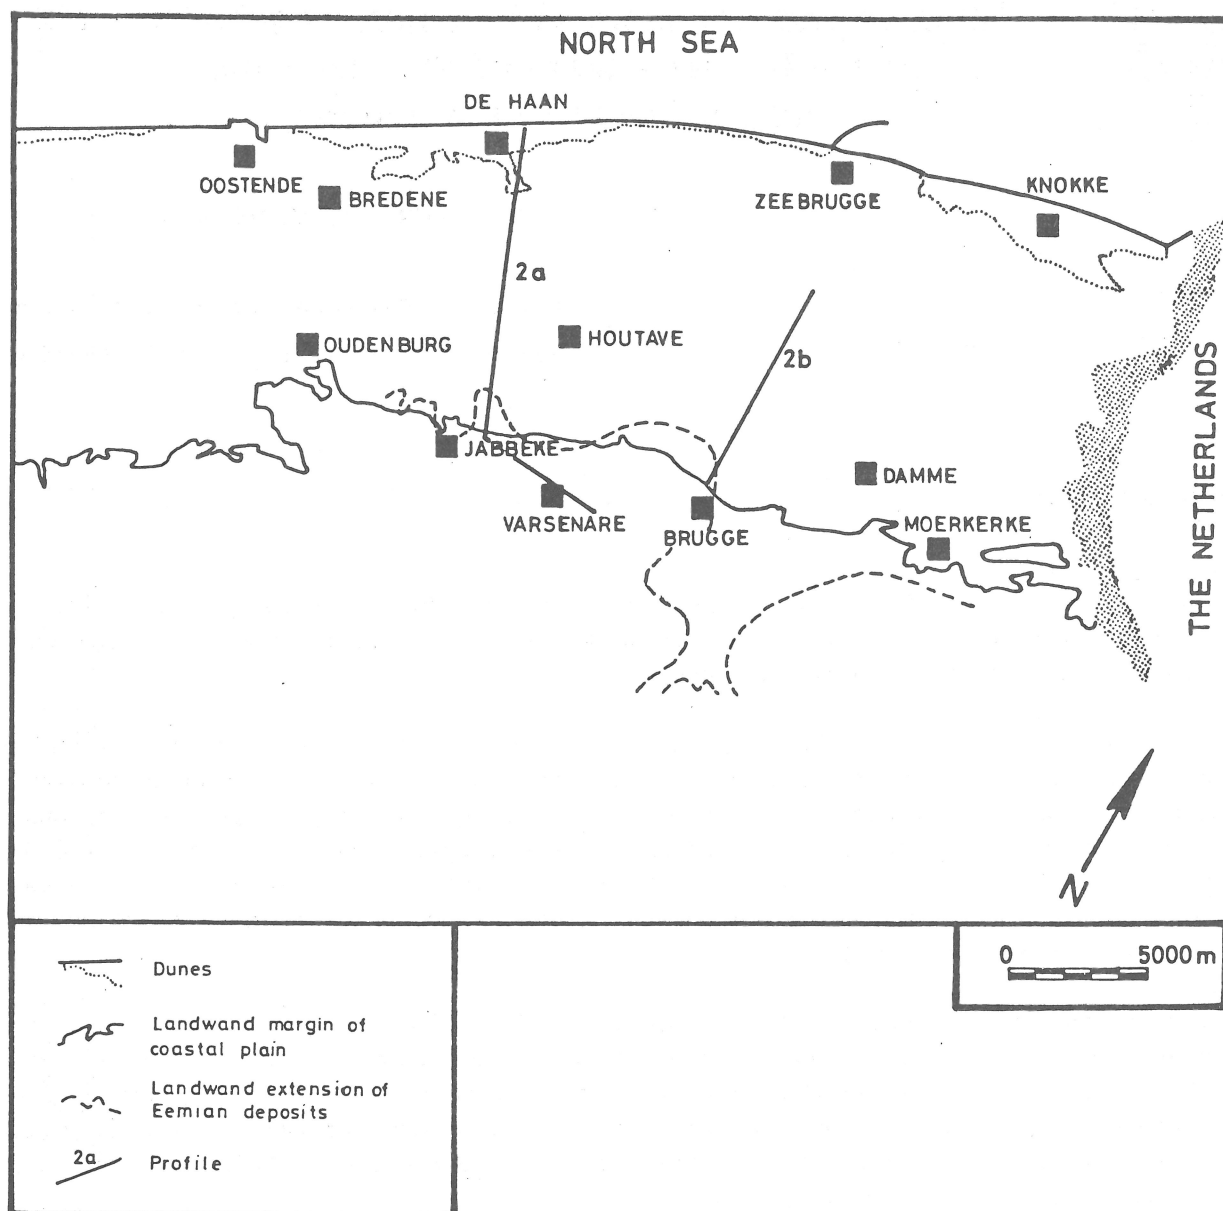 NORTH SEA
DE HAAN
OOSTENDE
BREDENE
ZEEBRUGGE
KNOKKE
2a
OUDENBURG
HOUTAVE
2b
THE NETHERLANDS
JABBEKE
VARSENARE
BRUGGE
DAMME
MOERKERKE
N
Dunes
Landwand margin of
coastal plain
Landwand extension of
Eemian deposits
2a
Profile
0 5000 m